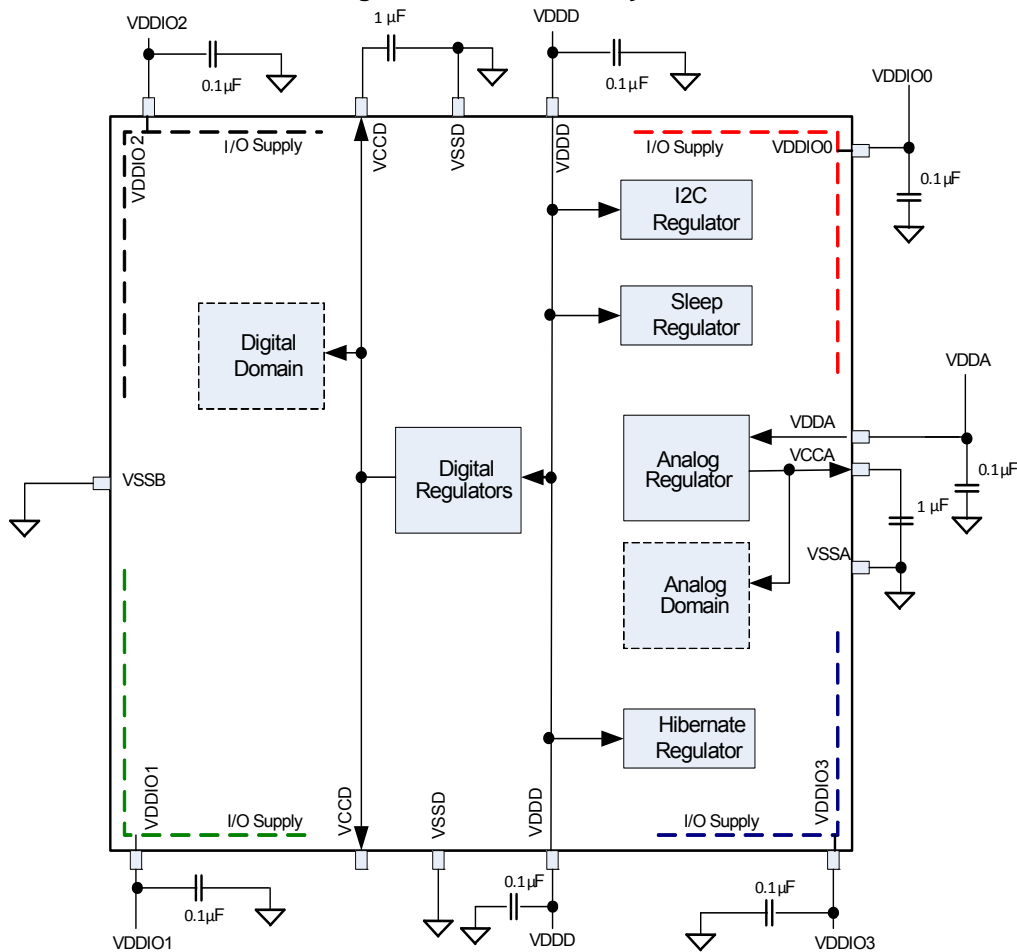 VDDIO2
1 µF
VDDD
0.1µF
0.1µF
VDDIO0
VDDIO2
I/O Supply
VCCD
VSSD
VDDD
I/O Supply
VDDIO0
0.1µF
I2C
Regulator
Sleep
Regulator
Digital
Domain
VDDA
VDDA
VCCA
Analog
Regulator
Digital
Regulators
VSSB
0.1µF
1 µF
VSSA
Analog
Domain
Hibernate
Regulator
VDDIO1
I/O Supply
VCCD
VSSD
VDDD
I/O Supply
VDDIO3
0.1µF
0.1µF
0.1µF
VDDIO1
VDDD
VDDIO3